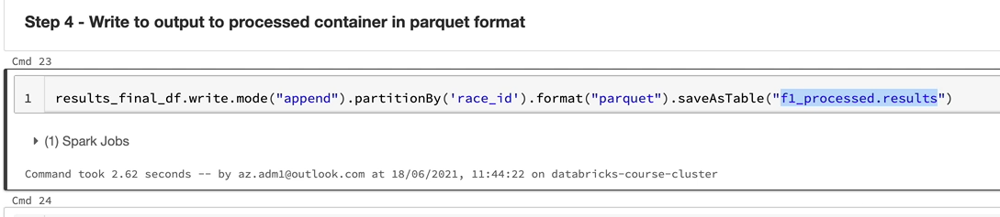 Step 4 - Write to output to processed container in parquet format
Cmd 23
1 results_final_df.write.mode("append").partitionBy('race_id').format("parquet").saveAsTable("f1_processed.results")
(1) Spark Jobs
Command took 2.62 seconds -- by az.adm1@outlook.com at 18/06/2021, 11:44:22 on databricks-course-cluster
Cmd 24